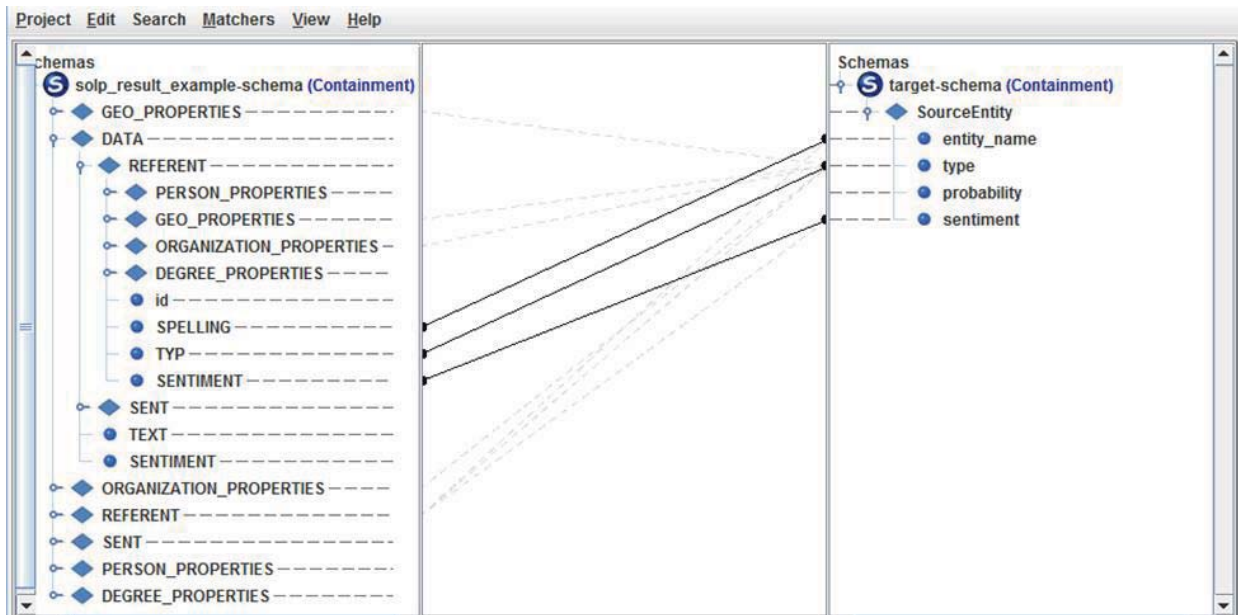 Project Edit Search Matchers View Help
chemas
S solp_result_example-schema (Containment)
GEO_PROPERTIES
DATA
REFERENT
PERSON_PROPERTIES
GEO_PROPERTIES
ORGANIZATION_PROPERTIES
DEGREE_PROPERTIES
id
SPELLING
TYP
SENTIMENT
SENT
TEXT
SENTIMENT
ORGANIZATION_PROPERTIES
REFERENT
SENT
PERSON_PROPERTIES
DEGREE_PROPERTIES
Schemas
S target-schema (Containment)
SourceEntity
entity_name
type
probability
sentiment